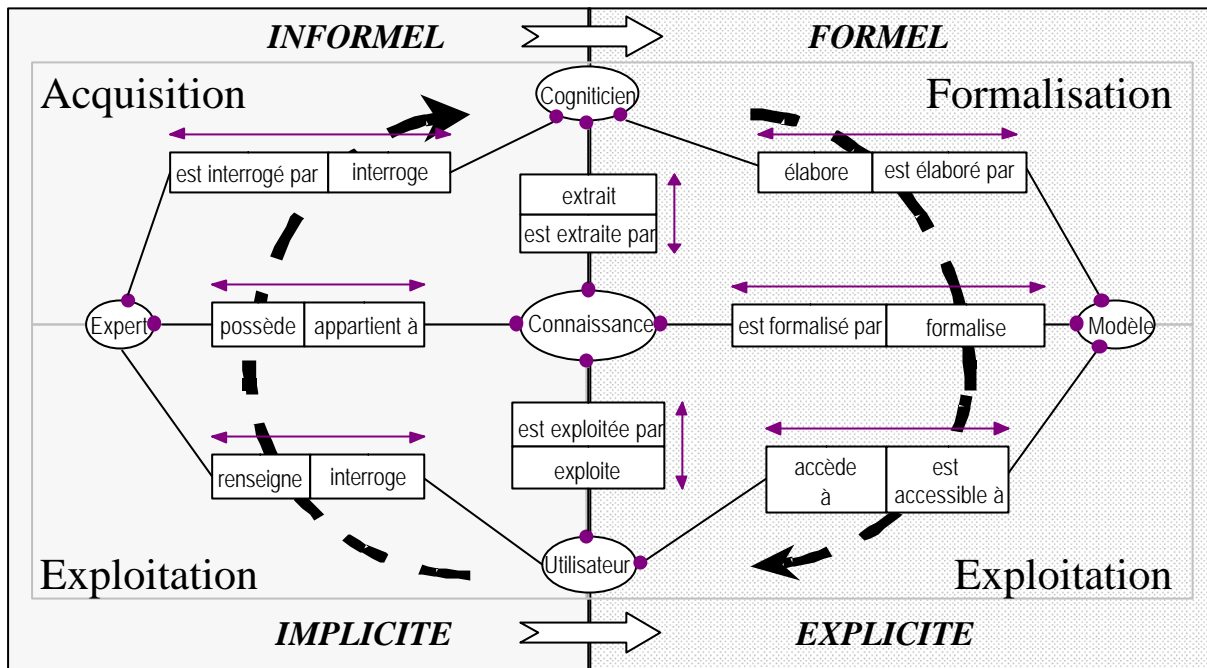 INFORMEL
FORMEL
Acquisition
Cogniticien
Formalisation
est interrogé par
interroge
élabore
est élaboré par
extrait
est extraite par
Expert
possède
appartient à
Connaissance
est formalisé par
formalise
Modèle
est exploitée par
exploite
renseigne
interroge
accède
à
est
accessible à
Exploitation
Utilisateur
Exploitation
IMPLICITE
EXPLICITE